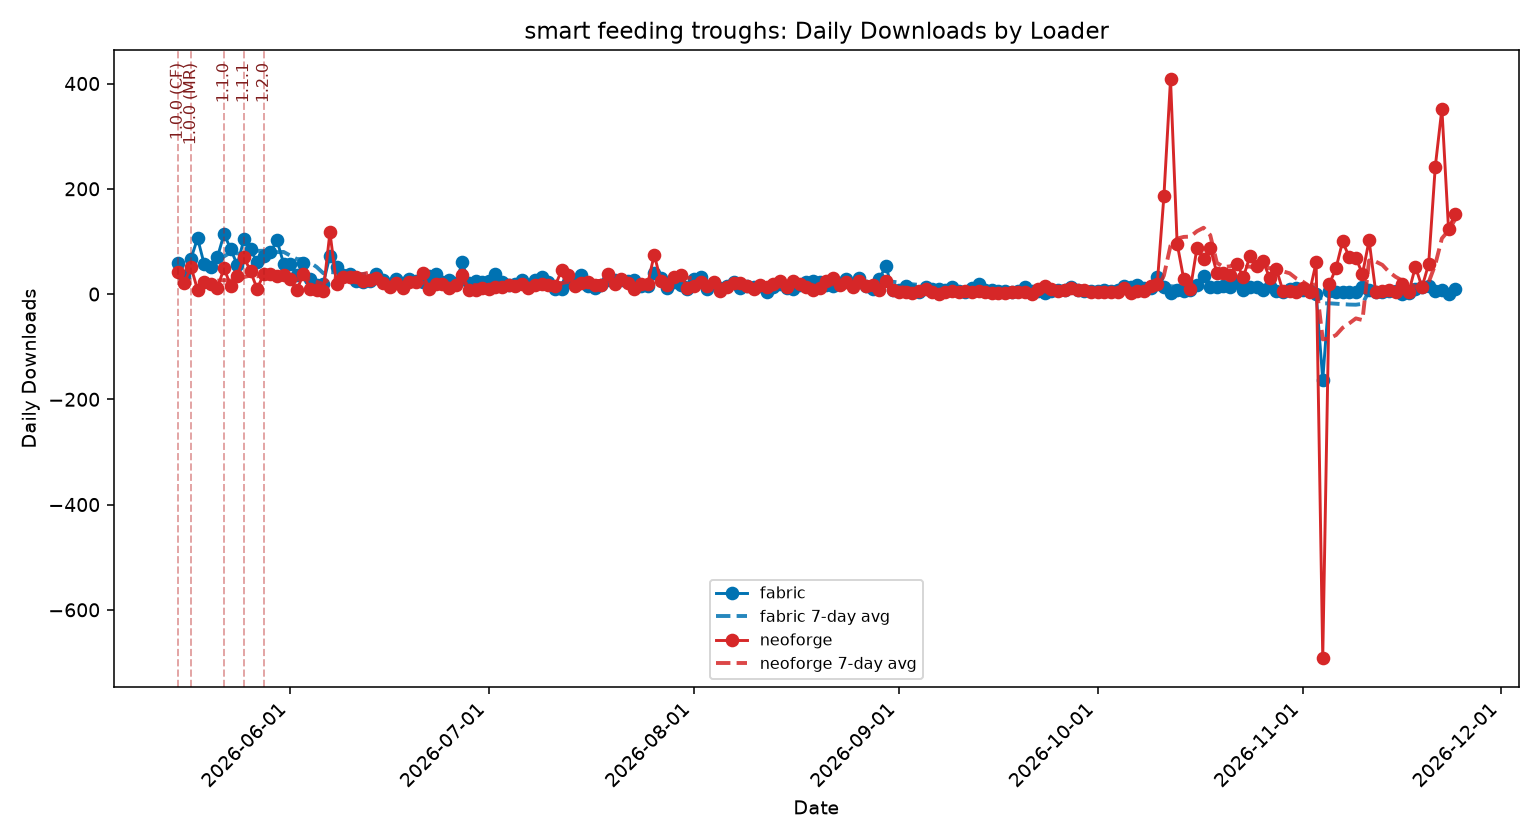 smart feeding troughs: Daily Downloads by Loader
1.0.0 (CF)
1.0.0 (MR)
1.1.0
1.1.1
1.2.0
Daily Downloads
400
200
0
−200
−400
−600
fabric
fabric 7-day avg
neoforge
neoforge 7-day avg
2026-06-01
2026-07-01
2026-08-01
2026-09-01
2026-10-01
2026-11-01
2026-12-01
Date